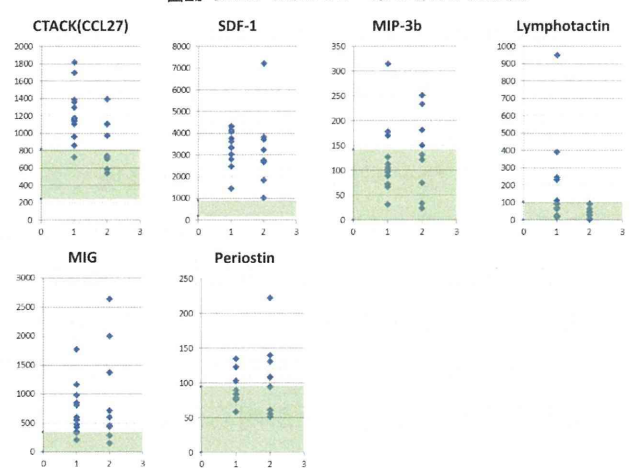 CTACK(CCL27) SDF-1 MIP-3b Lymphotactin
2000 8000 350 1000
1800 7000 300 900
1600 6000 250 800
1400 5000 200 700
1200 4000 150 600
1000 3000 100 500
800 2000 50 400
600 1000 0 300
400 0 200
200 100
0 0
0 1 2 3 0 1 2 3 0 1 2 3 0 1 2 3
MIG Periostin
3000 250
2500 200
2000 150
1500 100
1000 50
500 0
0
0 1 2 3 0 1 2 3